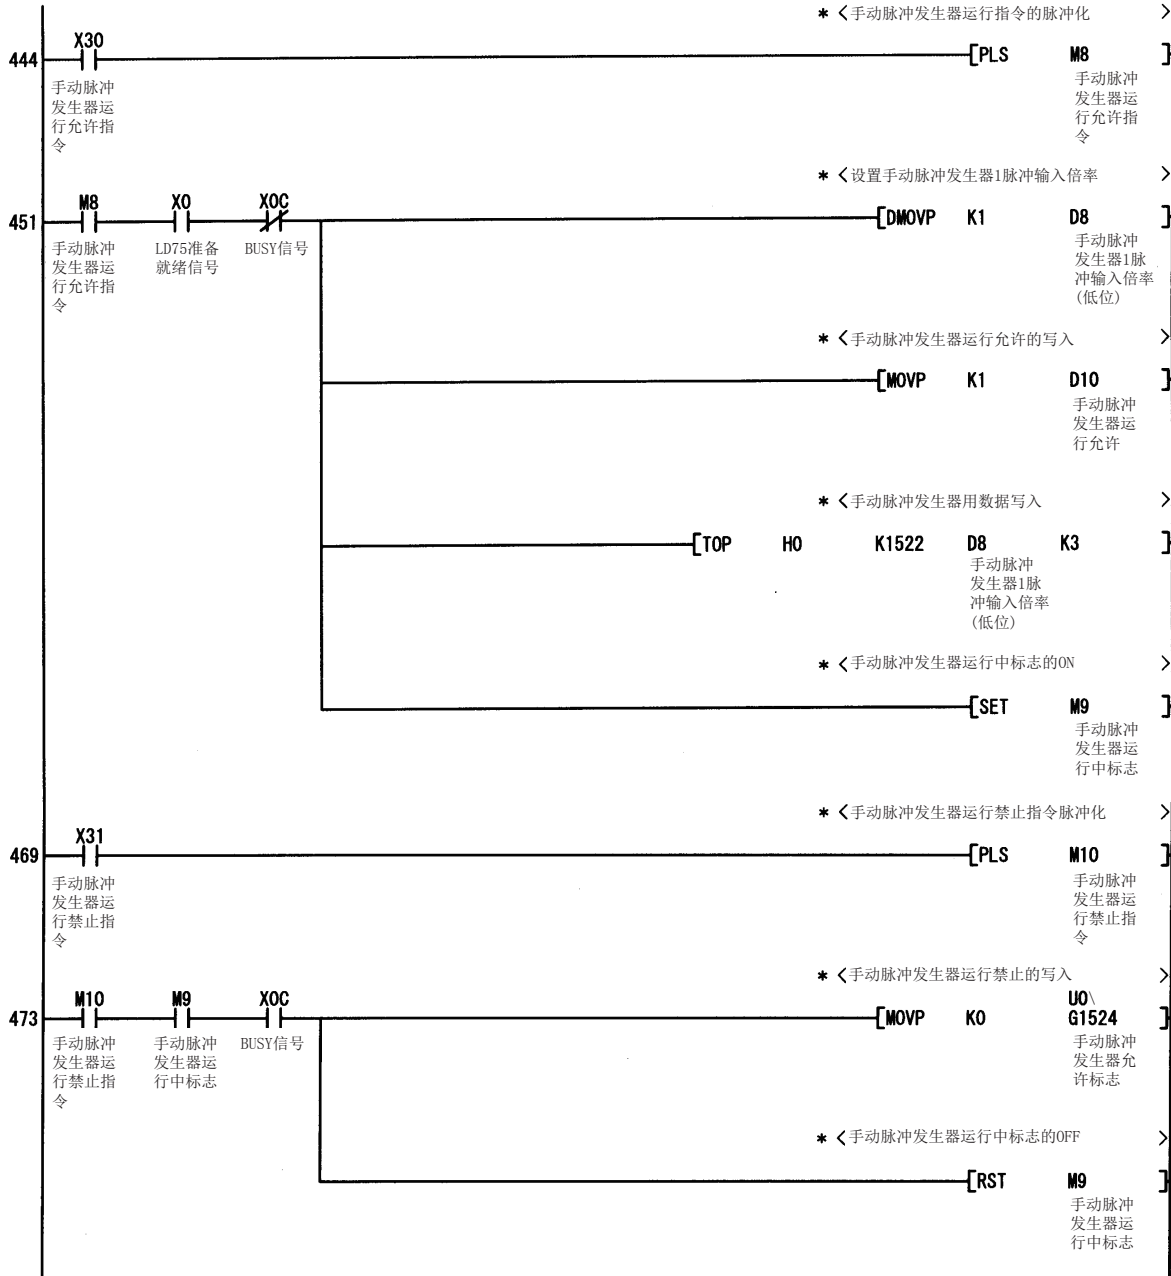 * <手动脉冲发生器运行指令的脉冲化 >
X30
444 [PLS M8 ]
手动脉冲
发生器运
行允许指
令
手动脉冲
发生器运
行允许指
令
* <设置手动脉冲发生器1脉冲输入倍率 >
M8 X0 X0C
451 [DMOVP K1 D8 ]
手动脉冲
发生器运
行允许指
令
LD75准备
就绪信号
BUSY信号
手动脉冲
发生器1脉
冲输入倍率
(低位)
* <手动脉冲发生器运行允许的写入 >
[MOVP K1 D10 ]
手动脉冲
发生器运
行允许
* <手动脉冲发生器用数据写入 >
[TOP H0 K1522 D8 K3 ]
手动脉冲
发生器1脉
冲输入倍率
(低位)
* <手动脉冲发生器运行中标志的ON >
[SET M9 ]
手动脉冲
发生器运
行中标志
* <手动脉冲发生器运行禁止指令脉冲化 >
X31
469 [PLS M10 ]
手动脉冲
发生器运
行禁止指
令
手动脉冲
发生器运
行禁止指
令
* <手动脉冲发生器运行禁止的写入 >
M10 M9 X0C U0\
473 [MOVP K0 G1524 ]
手动脉冲
发生器运
行禁止指
令
手动脉冲
发生器运
行中标志
BUSY信号
手动脉冲
发生器允
许标志
* <手动脉冲发生器运行中标志的OFF >
[RST M9 ]
手动脉冲
发生器运
行中标志